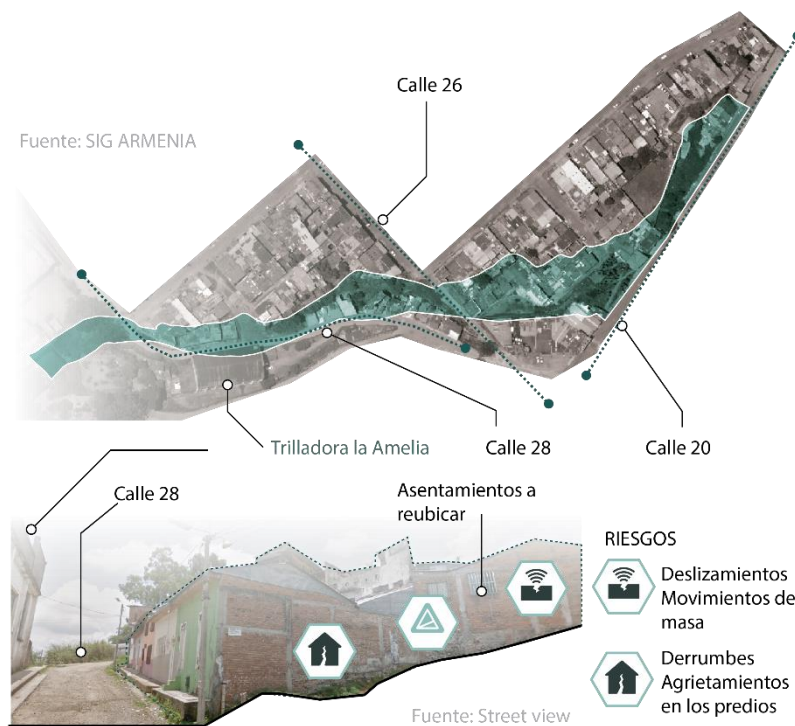 Calle 26
Fuente: SIG ARMENIA
Trilladora la Amelia
Calle 28
Calle 20
Calle 28
Asentamientos a
reubicar
RIESGOS
Deslizamientos
Movimientos de
masa
Derrumbes
Agrietamientos
en los predios
Fuente: Street view